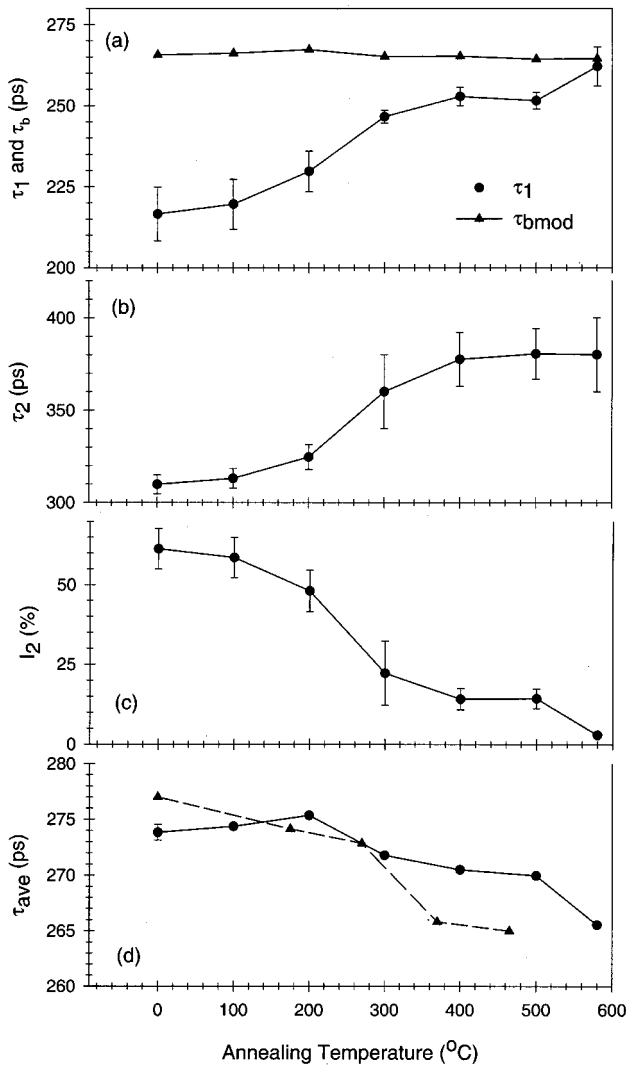 (a)
275
250
225
200
τ1 and τb (ps)
τ1
τbmod
(b)
400
350
300
τ2 (ps)
50
25
0
I2 (%)
(c)
280
275
270
265
260
τave (ps)
(d)
0 100 200 300 400 500 600
Annealing Temperature (°C)